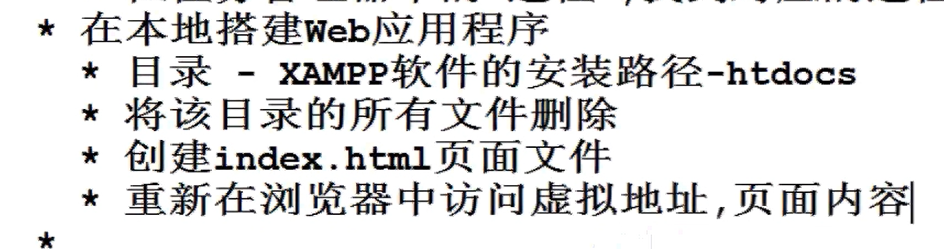 * 在本地搭建Web应用程序
* 目录 - XAMPP软件的安装路径-htdocs
* 将该目录的所有文件删除
* 创建index.html页面文件
* 重新在浏览器中访问虚拟地址,页面内容
*